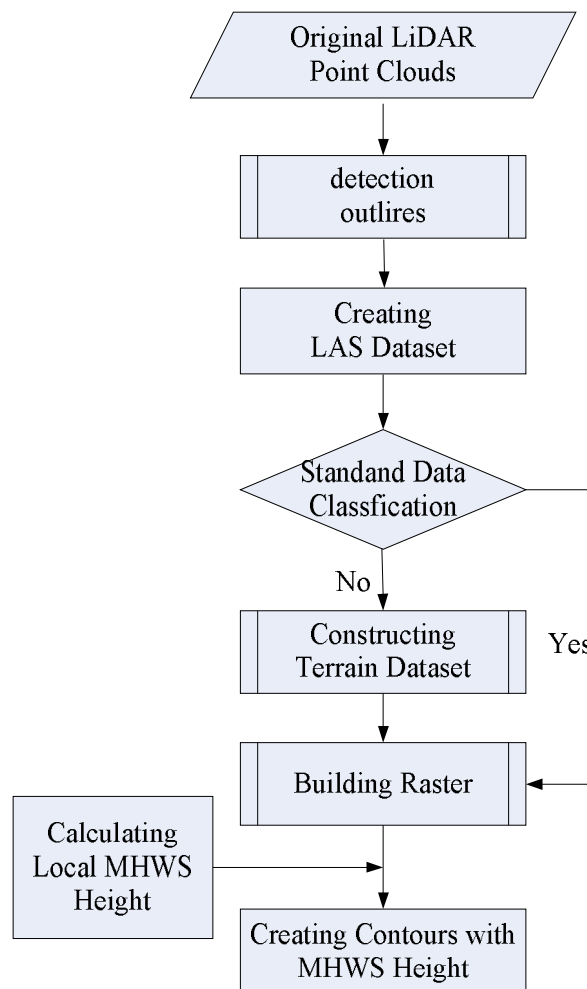 Original LiDAR
Point Clouds
detection
outlires
Creating
LAS Dataset
Standand Data
Classfication
No
Constructing
Terrain Dataset
Yes
Building Raster
Calculating
Local MHWS
Height
Creating Contours with
MHWS Height